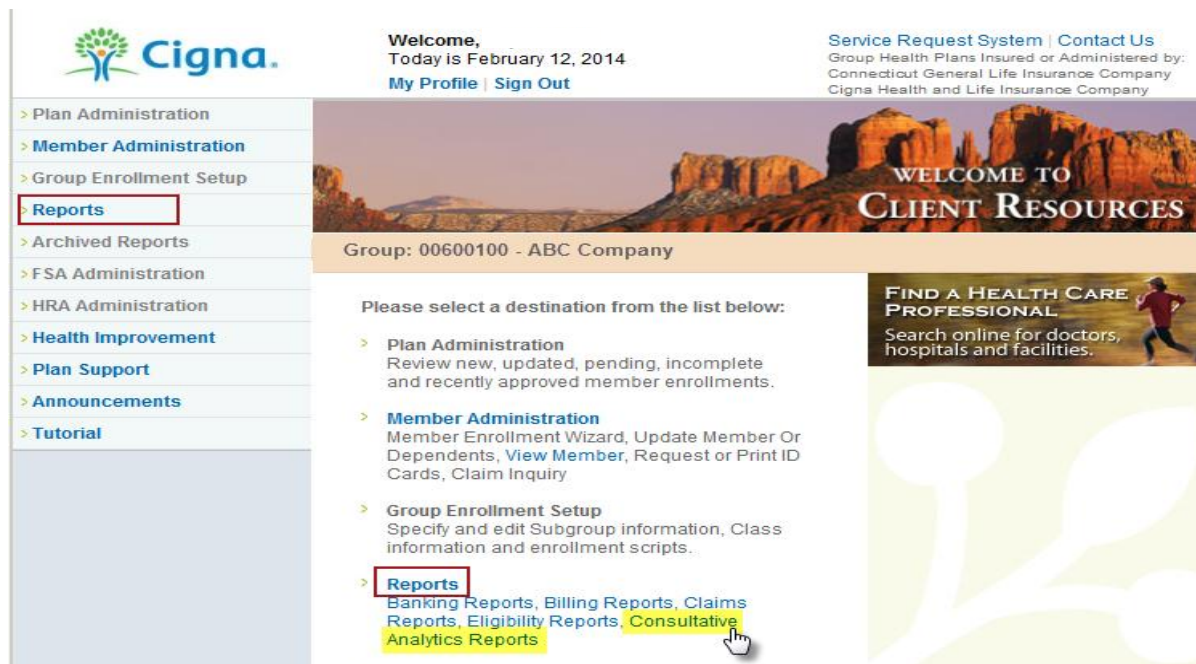 Cigna.
Welcome,
Today is February 12, 2014
My Profile | Sign Out
Service Request System | Contact Us
Group Health Plans Insured or Administered by:
Connecticut General Life Insurance Company
Cigna Health and Life Insurance Company
> Plan Administration
> Member Administration
> Group Enrollment Setup
> Reports
> Archived Reports
> FSA Administration
> HRA Administration
> Health Improvement
> Plan Support
> Announcements
> Tutorial
WELCOME TO
CLIENT RESOURCES
Group: 00600100 - ABC Company
Please select a destination from the list below:
> Plan Administration
Review new, updated, pending, incomplete
and recently approved member enrollments.
> Member Administration
Member Enrollment Wizard, Update Member Or
Dependents, View Member, Request or Print ID
Cards, Claim Inquiry
> Group Enrollment Setup
Specify and edit Subgroup information, Class
information and enrollment scripts.
> Reports
Banking Reports, Billing Reports, Claims
Reports, Eligibility Reports, Consultative
Analytics Reports
FIND A HEALTH CARE
PROFESSIONAL
Search online for doctors,
hospitals and facilities.